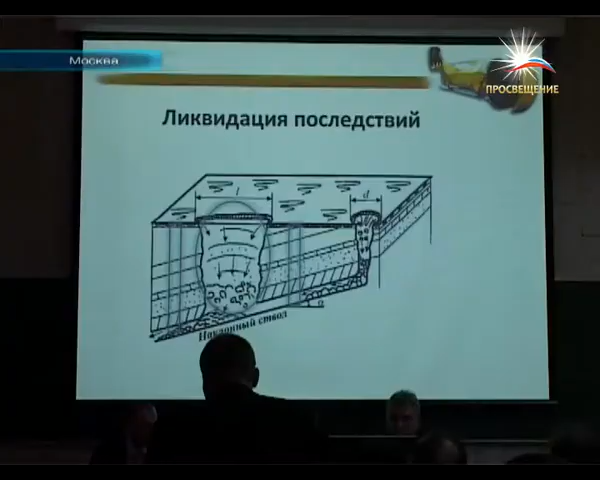 Москва
ПРОСВЕЩЕНИЕ
Ликвидация последствий
l
d
α
Наклонный ствол